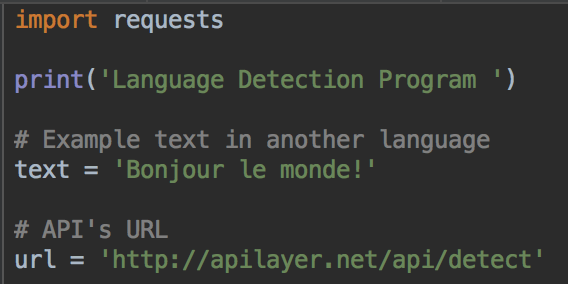 import requests
print('Language Detection Program ')
# Example text in another language
text = 'Bonjour le monde!'
# API's URL
url = 'http://apilayer.net/api/detect'